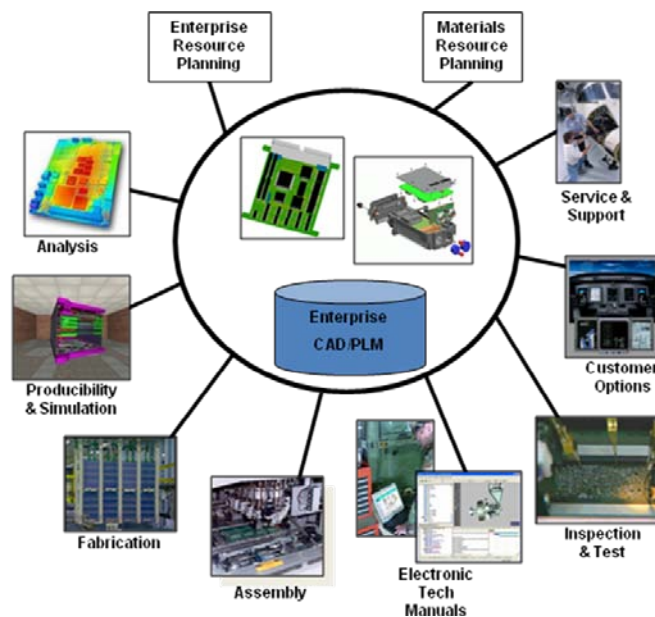 Enterprise
Resource
Planning
Materials
Resource
Planning
Service &
Support
Analysis
Enterprise
CAD/PLM
Customer
Options
Producibility
& Simulation
Fabrication
Assembly
Electronic
Tech
Manuals
Inspection
& Test